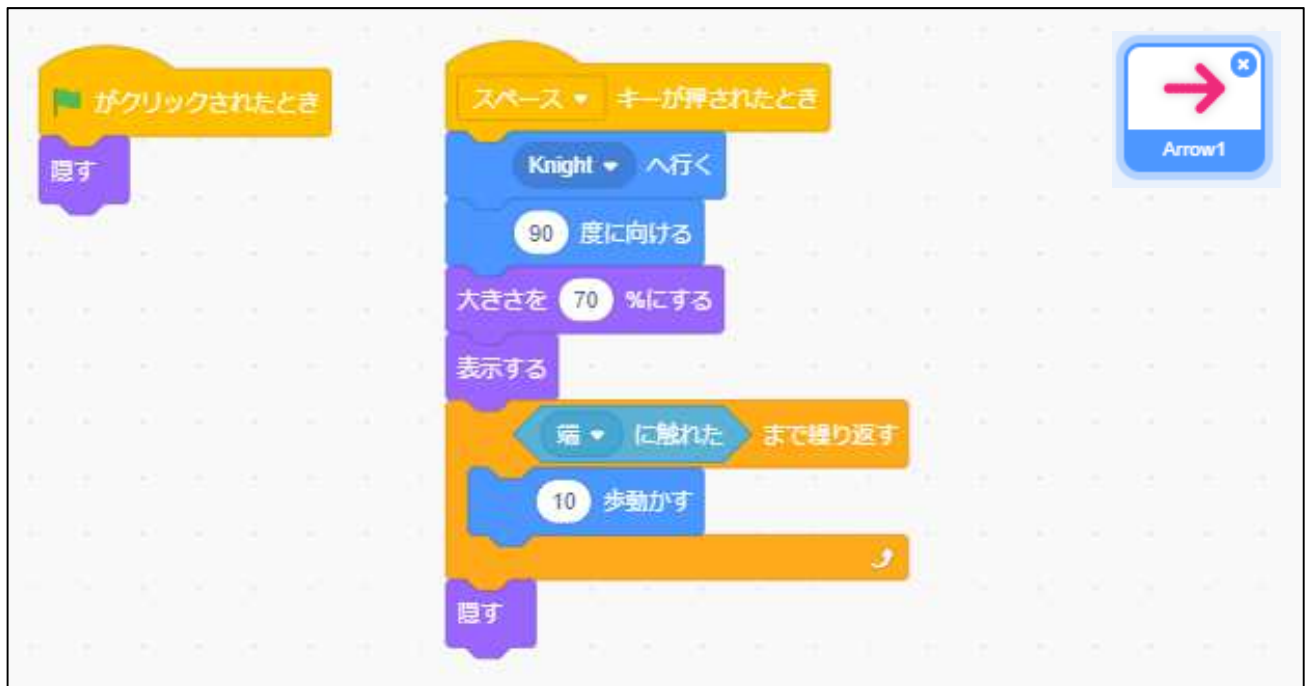 がクリックされたとき
隠す
スペース キーが押されたとき
Knight へ行く
90 度に向ける
大きさを 70 %にする
表示する
端 に触れた まで繰り返す
10 歩動かす
隠す
Arrow1